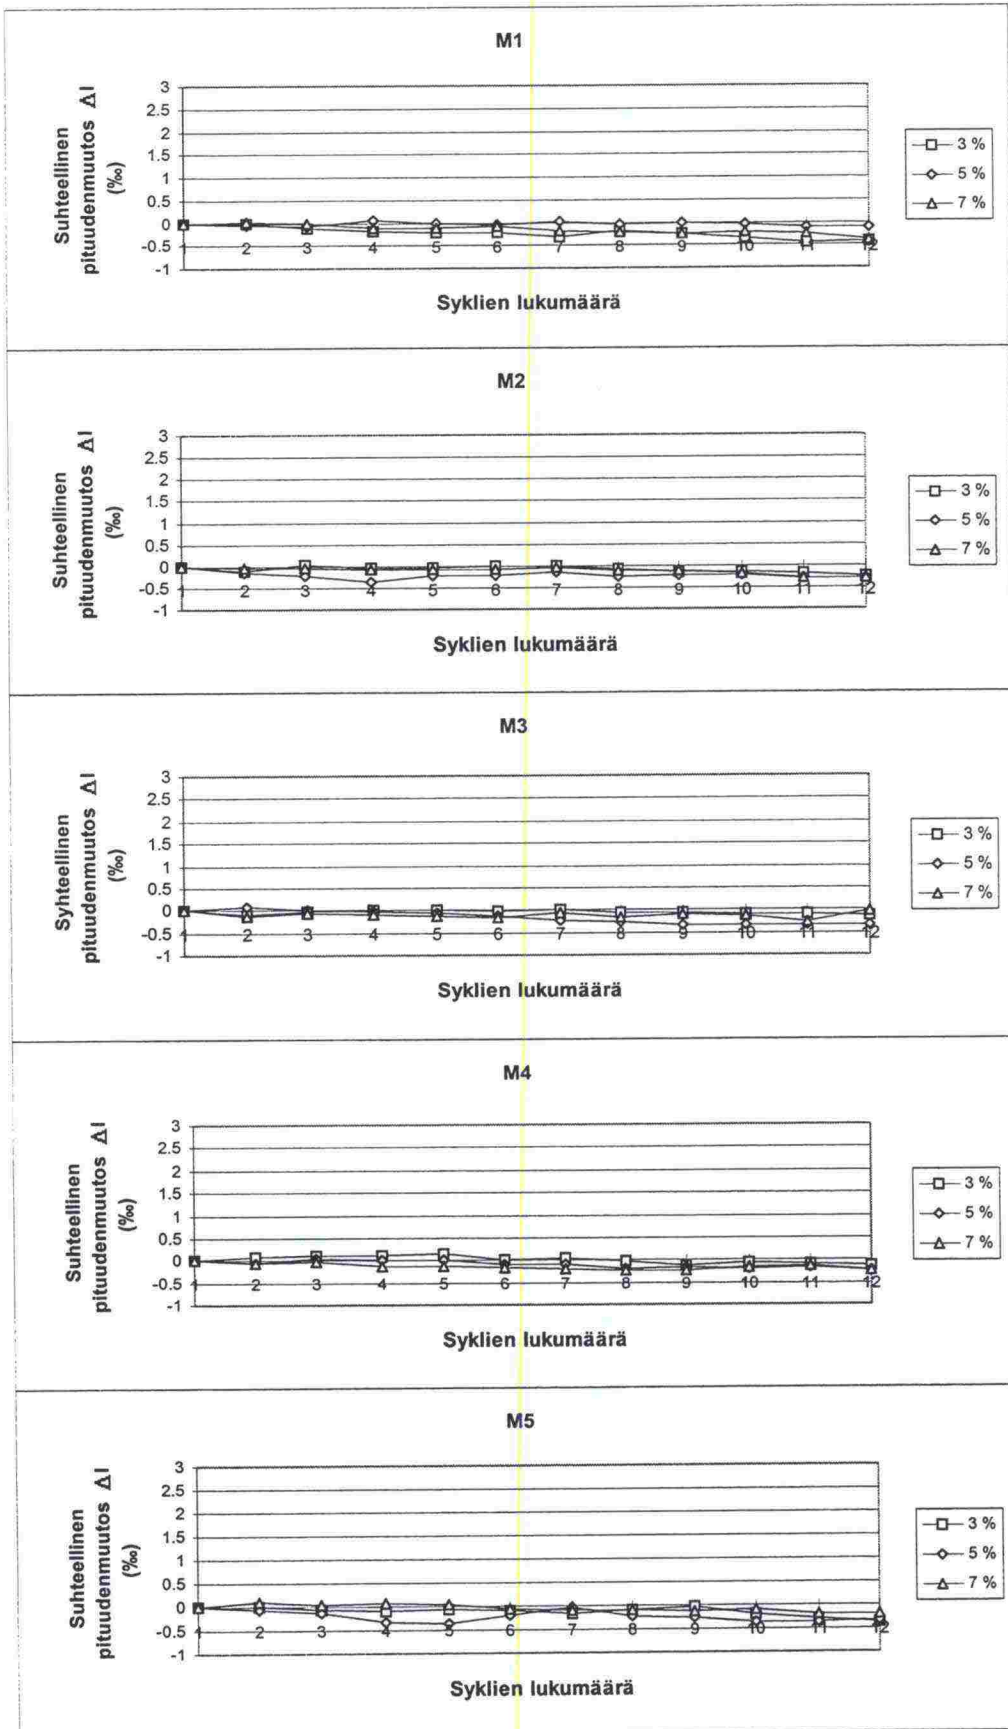 M1
Suhteellinen
pituudenmuutos Δl
(‰)
3
2.5
2
1.5
1
0.5
0
-0.5
-1
1 2 3 4 5 6 7 8 9 10 11 12
Syklien lukumäärä
3 %
5 %
7 %
M2
Suhteellinen
pituudenmuutos Δl
(‰)
3
2.5
2
1.5
1
0.5
0
-0.5
-1
1 2 3 4 5 6 7 8 9 10 11 12
Syklien lukumäärä
3 %
5 %
7 %
M3
Syhteellinen
pituudenmuutos Δl
(‰)
3
2.5
2
1.5
1
0.5
0
-0.5
-1
1 2 3 4 5 6 7 8 9 10 11 12
Syklien lukumäärä
3 %
5 %
7 %
M4
Suhteellinen
pituudenmuutos Δl
(‰)
3
2.5
2
1.5
1
0.5
0
-0.5
-1
1 2 3 4 5 6 7 8 9 10 11 12
Syklien lukumäärä
3 %
5 %
7 %
M5
Suhteellinen
pituudenmuutos Δl
(‰)
3
2.5
2
1.5
1
0.5
0
-0.5
-1
1 2 3 4 5 6 7 8 9 10 11 12
Syklien lukumäärä
3 %
5 %
7 %